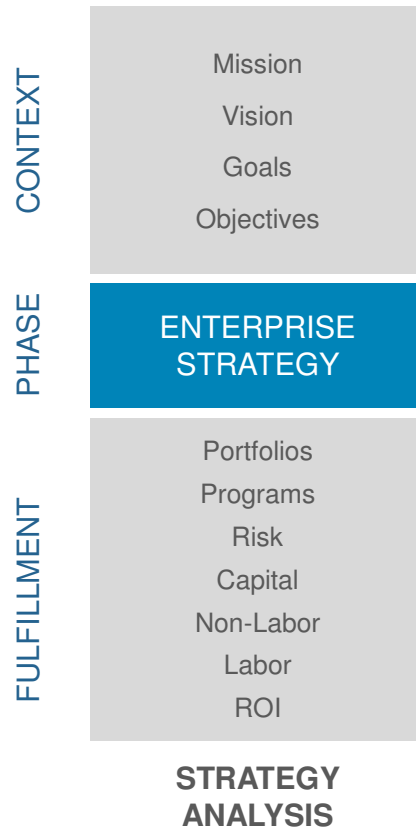 CONTEXT
Mission
Vision
Goals
Objectives
PHASE
ENTERPRISE
STRATEGY
FULFILLMENT
Portfolios
Programs
Risk
Capital
Non-Labor
Labor
ROI
STRATEGY
ANALYSIS